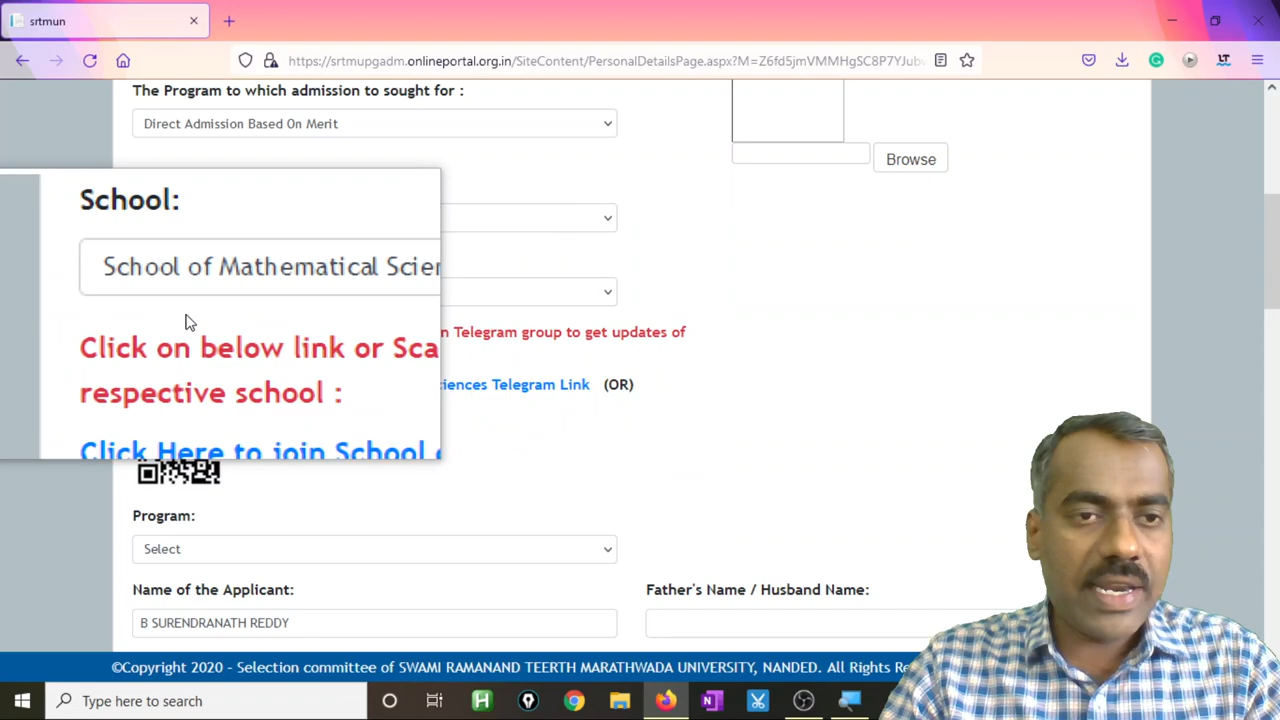 srtmun
https://srtmupgadm.onlineportal.org.in/SiteContent/PersonalDetailsPage.aspx?M=Z6fd5jmVMMHgSC8P7YJub
The Program to which admission to sought for :
Direct Admission Based On Merit
Browse
School:
School of Mathematical Scien
n Telegram group to get updates of
Click on below link or Sca
respective school :
ciences Telegram Link (OR)
Click Here to join School
Program:
Select
Name of the Applicant:
Father's Name / Husband Name:
B SURENDRANATH REDDY
©Copyright 2020 - Selection committee of SWAMI RAMANAND TEERTH MARATHWADA UNIVERSITY, NANDED. All Rights Re
Type here to search